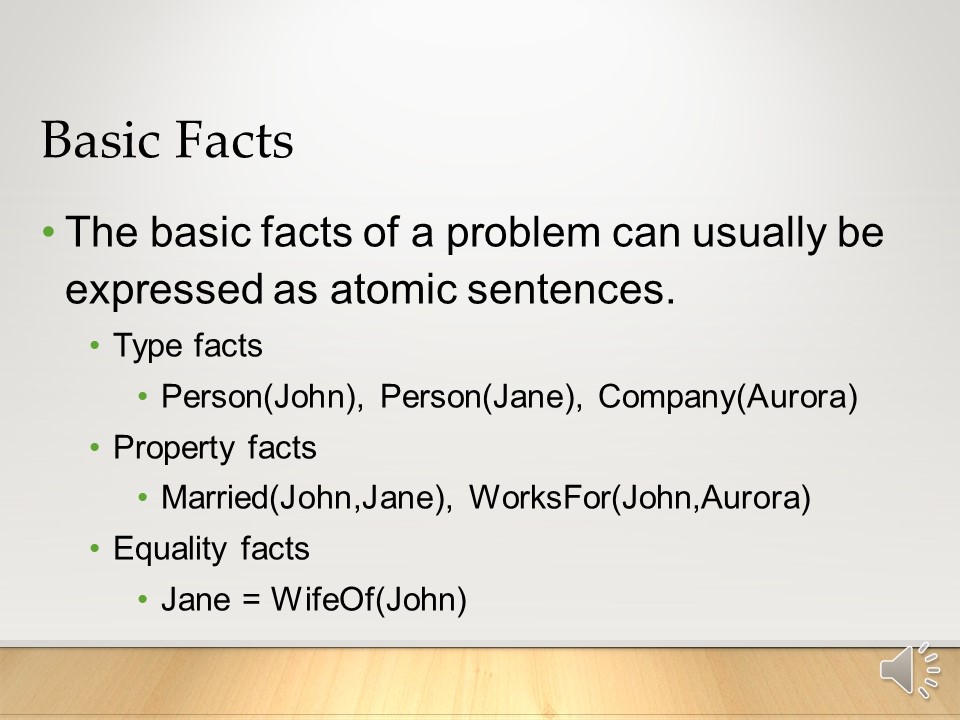 Basic Facts
• The basic facts of a problem can usually be
expressed as atomic sentences.
• Type facts
• Person(John), Person(Jane), Company(Aurora)
• Property facts
• Married(John,Jane), WorksFor(John,Aurora)
• Equality facts
• Jane = WifeOf(John)